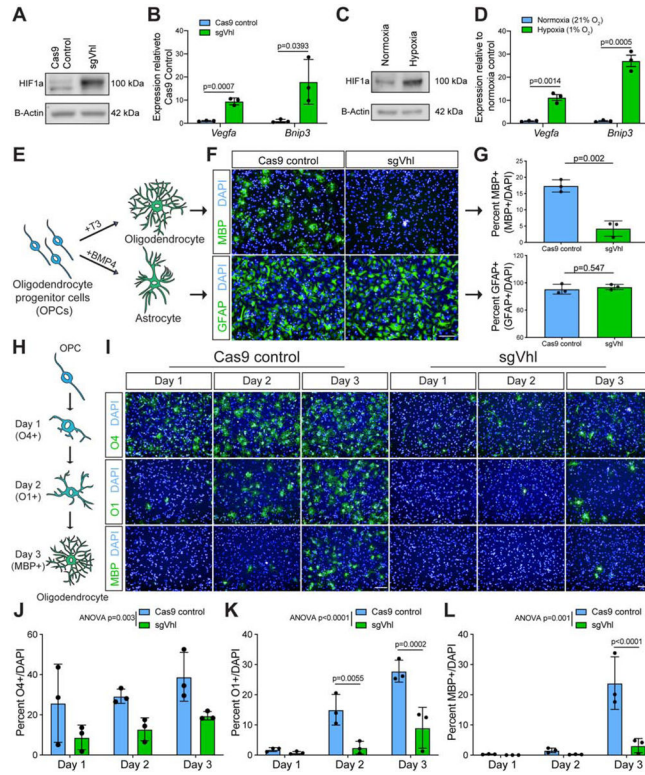 A
Cas9
Control
sgVhl
HIF1a
100 kDa
B-Actin
42 kDa
B
Cas9 control
sgVhl
Expression relativeto
Cas9 Control
40
30
20
10
0
p=0.0007
p=0.0393
Vegfa
Bnip3
C
Normoxia
Hypoxia
HIF1a
100 kDa
B-Actin
42 kDa
D
Normoxia (21% O2)
Hypoxia (1% O2)
Expression relative to
normoxia control
40
30
20
10
0
p=0.0014
p=0.0005
Vegfa
Bnip3
E
+T3
+BMP4
Oligodendrocyte
Oligodendrocyte
progenitor cells
(OPCs)
Astrocyte
F
Cas9 control
sgVhl
MBP DAPI
GFAP DAPI
G
Percent MBP+
(MBP+/DAPI)
25
20
15
10
5
0
p=0.002
Cas9 control
sgVhl
Percent GFAP+
(GFAP+/DAPI)
120
100
80
60
p=0.547
Cas9 control
sgVhl
H
OPC
Day 1
(O4+)
Day 2
(O1+)
Day 3
(MBP+)
Oligodendrocyte
I
Cas9 control
sgVhl
Day 1
Day 2
Day 3
Day 1
Day 2
Day 3
O4 DAPI
O1 DAPI
MBP DAPI
J
Cas9 control
sgVhl
ANOVA p=0.003
Percent O4+/DAPI
60
40
20
0
Day 1
Day 2
Day 3
K
Cas9 control
sgVhl
ANOVA p<0.0001
Percent O1+/DAPI
40
30
20
10
0
p=0.0055
p=0.0002
Day 1
Day 2
Day 3
L
Cas9 control
sgVhl
ANOVA p=0.001
Percent MBP+/DAPI
40
30
20
10
0
p<0.0001
Day 1
Day 2
Day 3